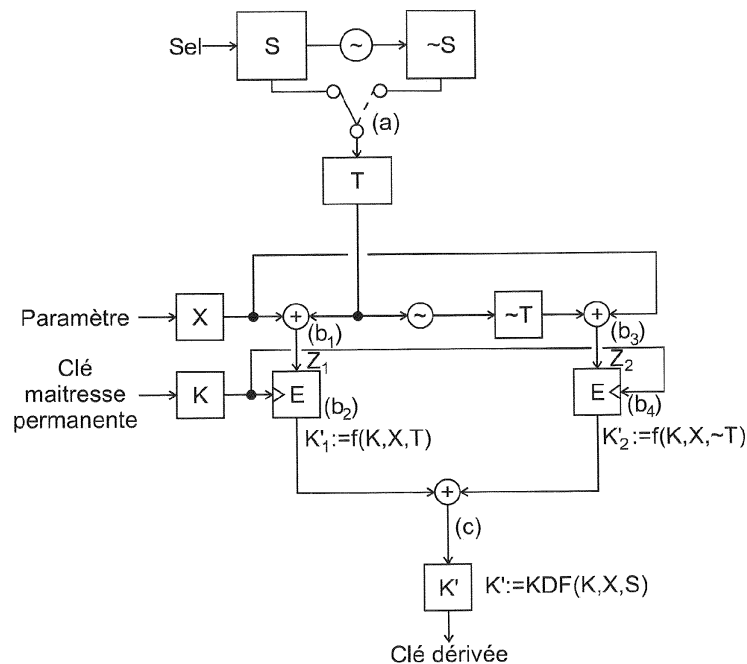 Sel
S
~
~S
(a)
T
Paramètre
X
+
(b1)
~
~T
+
(b3)
Z1
Z2
Clé
maitresse
permanente
K
E
(b2)
E
(b4)
K'1:=f(K,X,T)
K'2:=f(K,X,~T)
+
(c)
K'
K':=KDF(K,X,S)
Clé dérivée